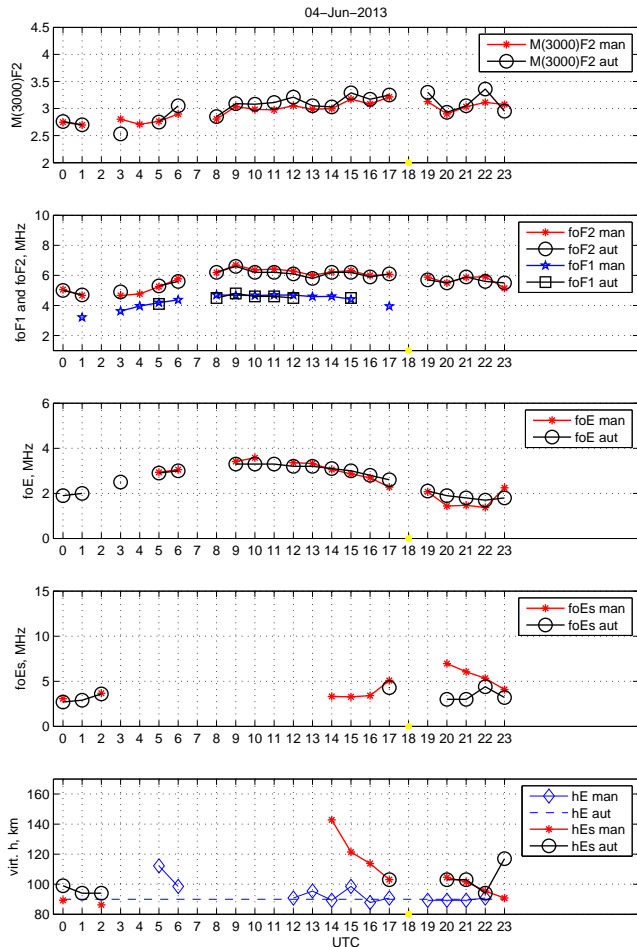 04-Jun-2013
4.5
4
3.5
3
2.5
2
M(3000)F2
M(3000)F2 man
M(3000)F2 aut
0 1 2 3 4 5 6 7 8 9 10 11 12 13 14 15 16 17 18 19 20 21 22 23
10
8
6
4
2
foF1 and foF2, MHz
foF2 man
foF2 aut
foF1 man
foF1 aut
0 1 2 3 4 5 6 7 8 9 10 11 12 13 14 15 16 17 18 19 20 21 22 23
6
4
2
0
foE, MHz
foE man
foE aut
0 1 2 3 4 5 6 7 8 9 10 11 12 13 14 15 16 17 18 19 20 21 22 23
15
10
5
0
foEs, MHz
foEs man
foEs aut
0 1 2 3 4 5 6 7 8 9 10 11 12 13 14 15 16 17 18 19 20 21 22 23
160
140
120
100
80
virt. h, km
hE man
hE aut
hEs man
hEs aut
0 1 2 3 4 5 6 7 8 9 10 11 12 13 14 15 16 17 18 19 20 21 22 23
UTC